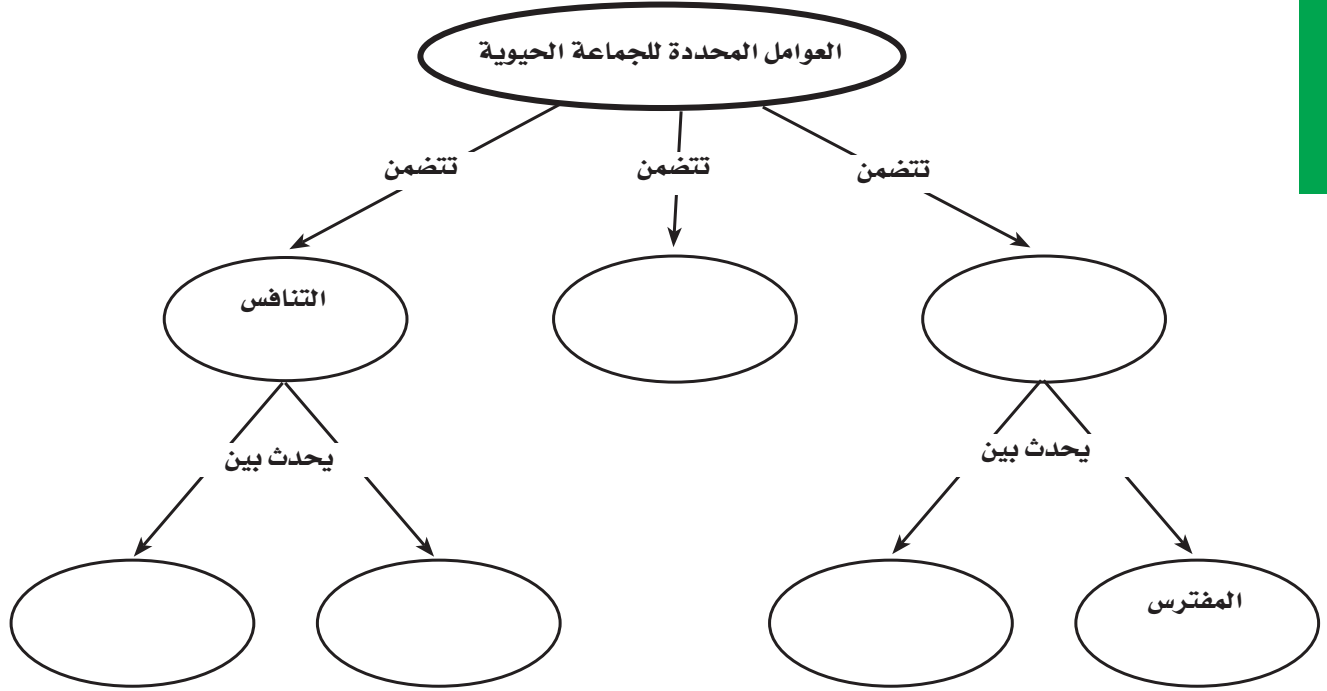 العوامل المحددة للجماعة الحيوية
تتضمن
تتضمن
تتضمن
التنافس
يحدث بين
يحدث بين
المفترس